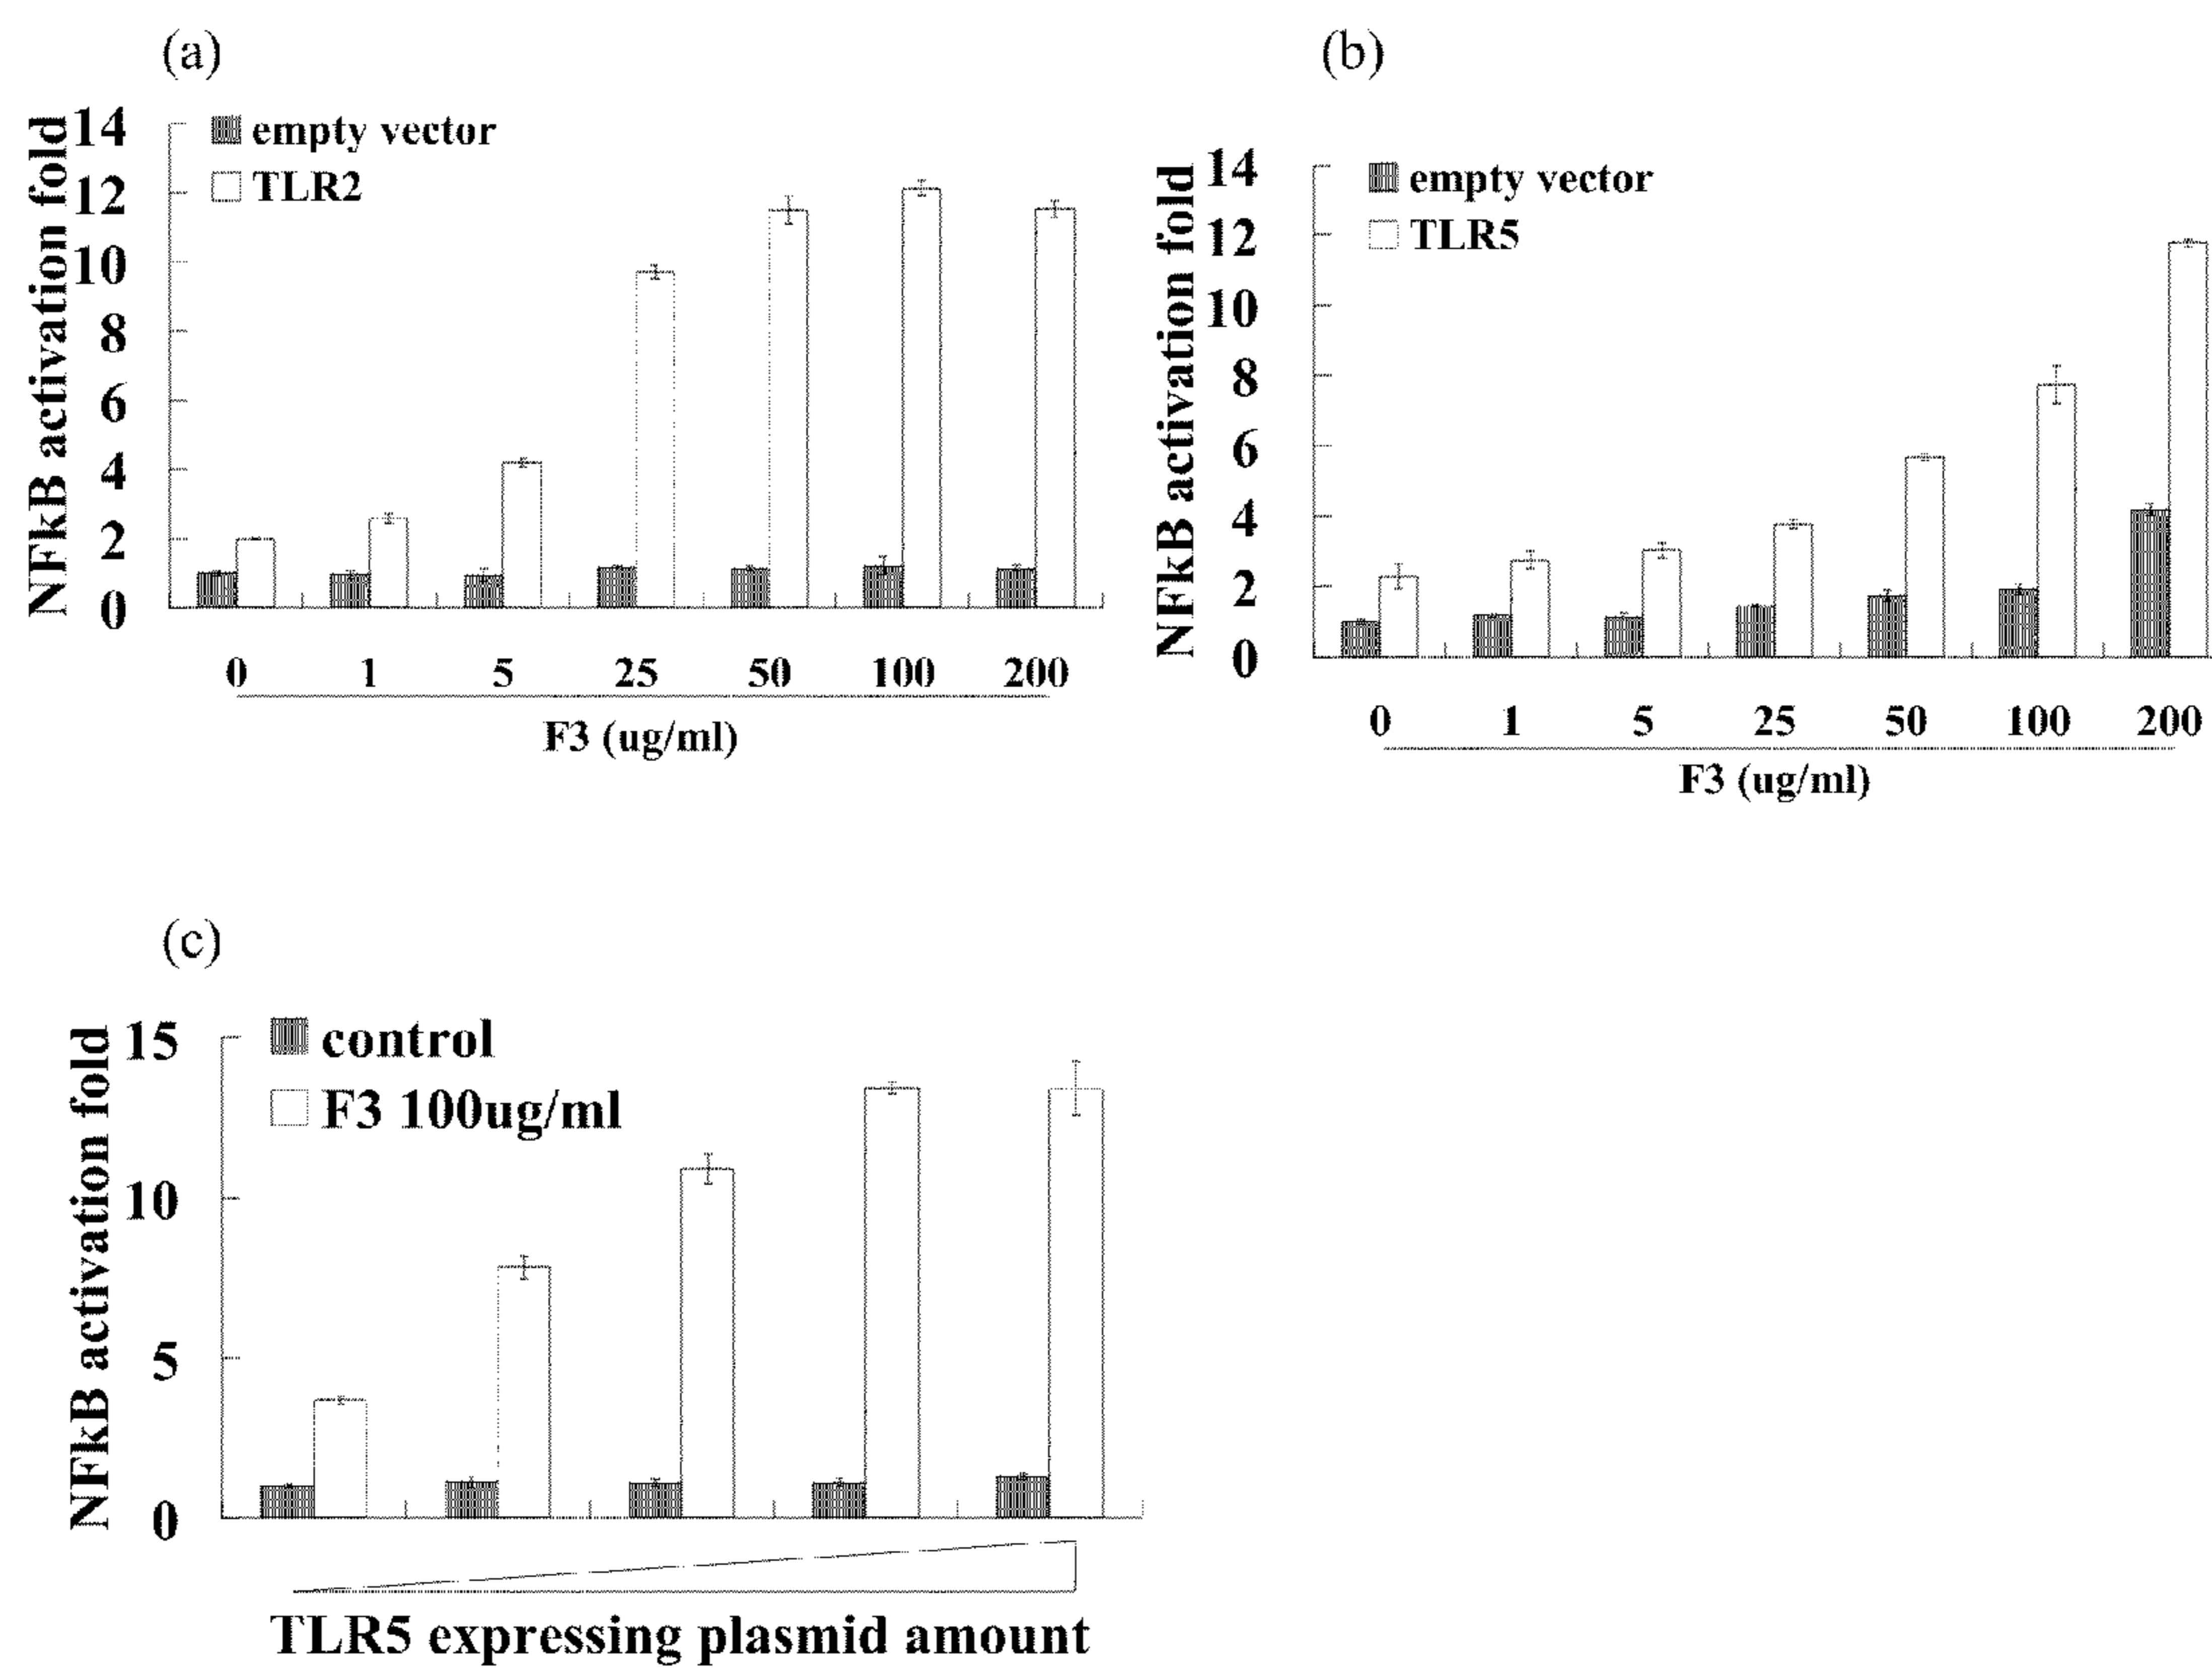 (a)
NFkB activation fold
14
12
10
8
6
4
2
0
empty vector
TLR2
0 1 5 25 50 100 200
F3 (ug/ml)
(b)
NFkB activation fold
14
12
10
8
6
4
2
0
empty vector
TLR5
0 1 5 25 50 100 200
F3 (ug/ml)
(c)
NFkB activation fold
15
10
5
0
control
F3 100ug/ml
TLR5 expressing plasmid amount